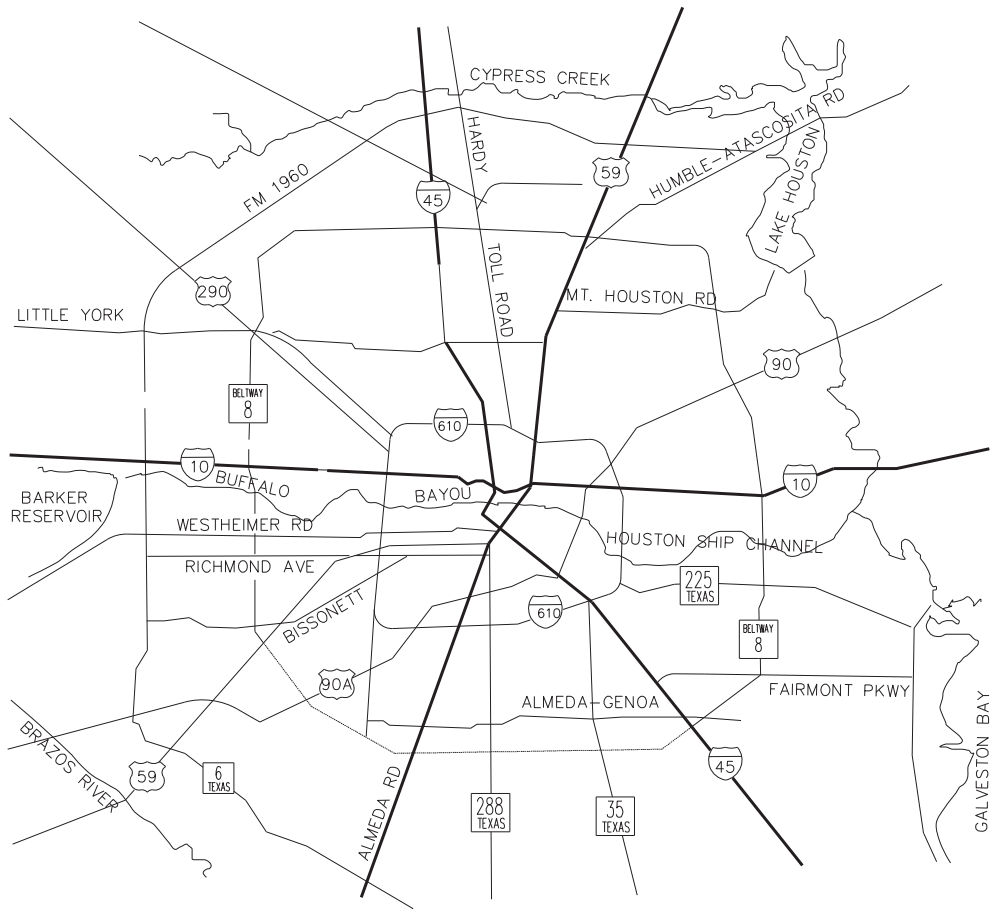 CYPRESS CREEK
HARDY
TOLL ROAD
FM 1960
45
59
HUMBLE-ATASCOSITA RD
LAKE HOUSTON
290
LITTLE YORK
MT. HOUSTON RD
90
BELTWAY
8
610
10
BUFFALO
BAYOU
10
BARKER
RESERVOIR
WESTHEIMER RD
HOUSTON SHIP CHANNEL
RICHMOND AVE
225
TEXAS
BISSONETT
610
BELTWAY
8
90A
ALMEDA-GENOA
FAIRMONT PKWY
BRAZOS RIVER
59
6
TEXAS
ALMEDA RD
288
TEXAS
35
TEXAS
45
GALVESTON BAY